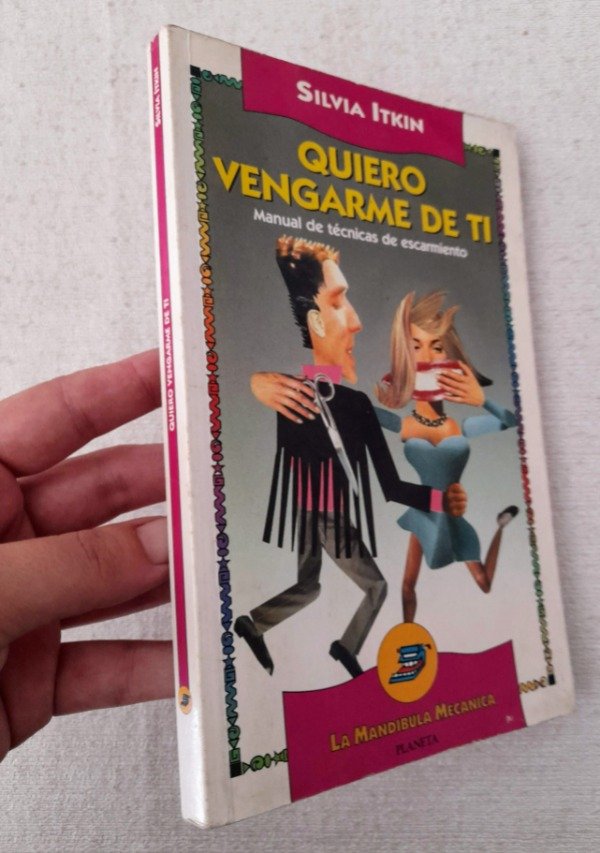 SILVIA ITKIN
QUIERO VENGARME DE TI
SILVIA ITKIN
QUIERO
VENGARME DE TI
Manual de técnicas de escarmiento
LA MANDIBULA MECANICA
PLANETA